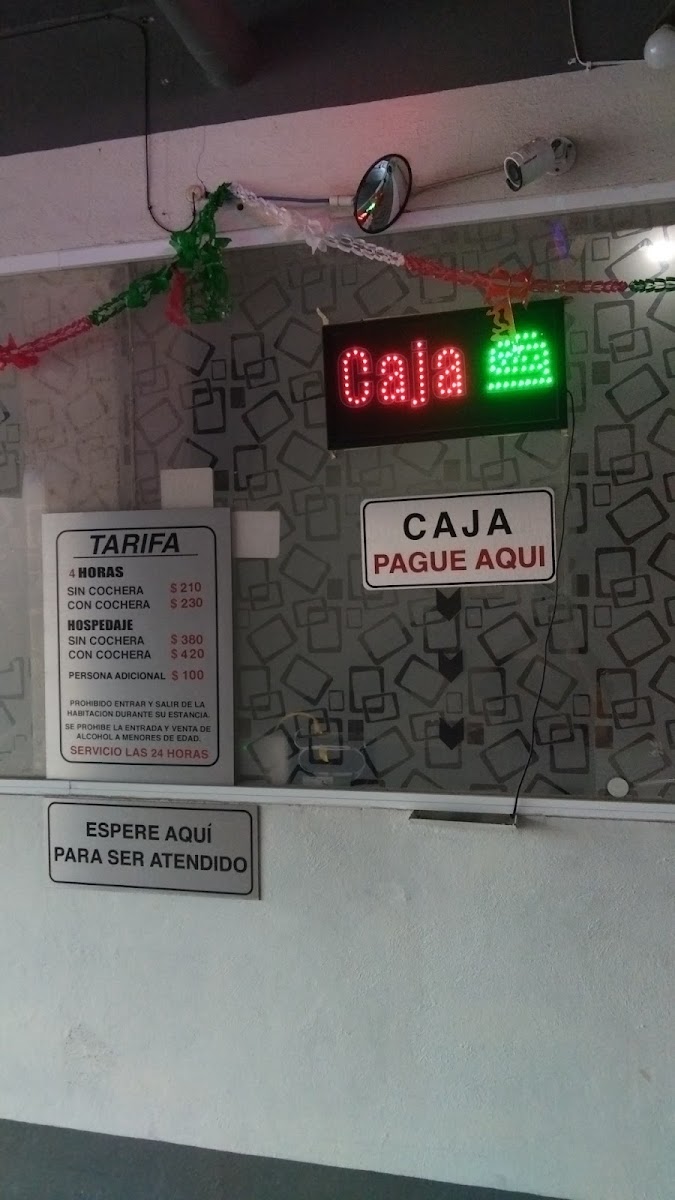 Caja
CAJA
PAGUE AQUI
TARIFA
4 HORAS
SIN COCHERA $ 210
CON COCHERA $ 230
HOSPEDAJE
SIN COCHERA $ 380
CON COCHERA $ 420
PERSONA ADICIONAL $ 100
PROHIBIDO ENTRAR Y SALIR DE LA
HABITACION DURANTE SU ESTANCIA.
SE PROHIBE LA ENTRADA Y VENTA DE
ALCOHOL A MENORES DE EDAD.
SERVICIO LAS 24 HORAS
ESPERE AQUÍ
PARA SER ATENDIDO